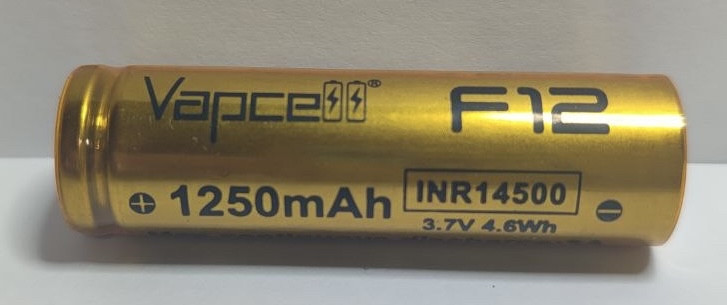 Vapcell® F12
⊕ 1250mAh INR14500 ⊖
3.7V 4.6Wh